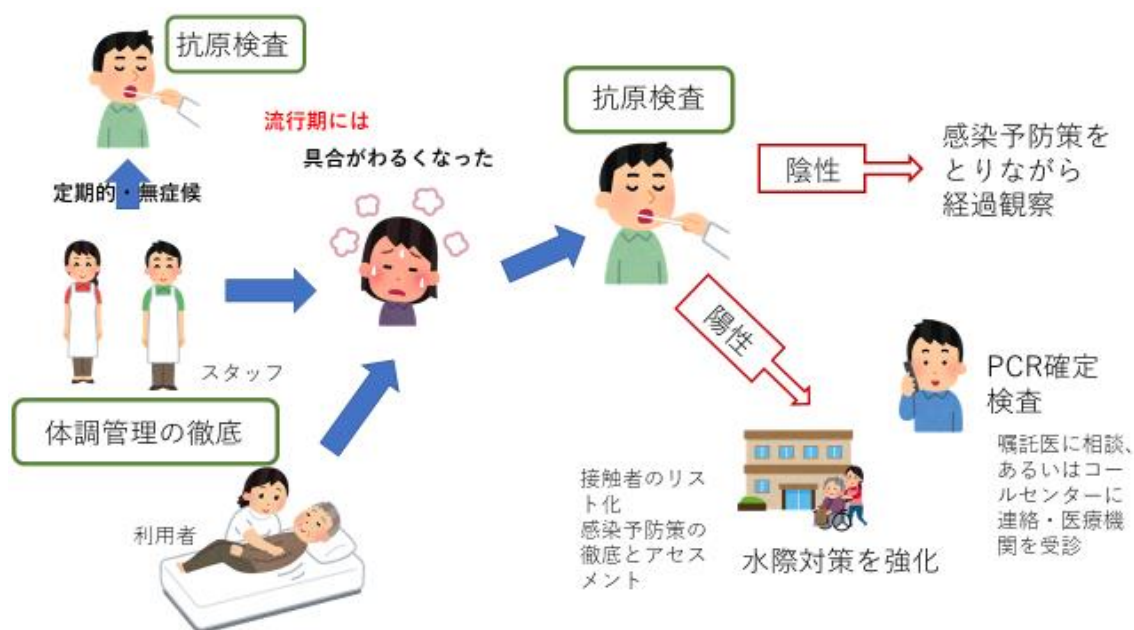 抗原検査
流行期には
具合がわるくなった
定期的・無症候
スタッフ
体調管理の徹底
利用者
抗原検査
陰性
感染予防策を
とりながら
経過観察
陽性
PCR確定
検査
嘱託医に相談、
あるいはコー
ルセンターに
連絡・医療機
関を受診
接触者のリス
ト化
感染予防策の
徹底とアセス
メント
水際対策を強化